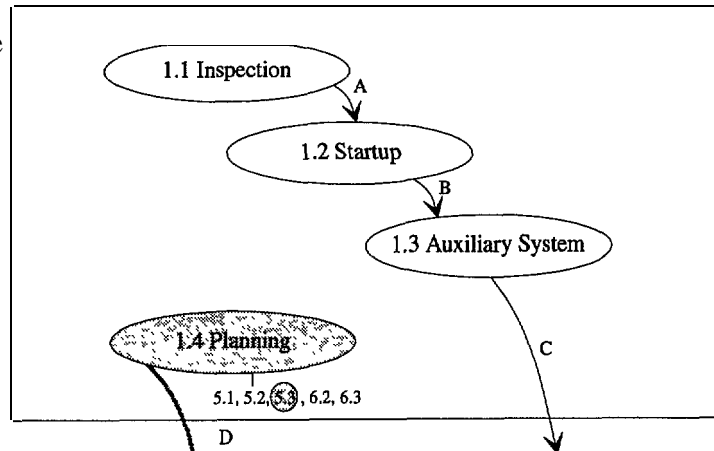 1.1 Inspection
A
1.2 Startup
B
1.3 Auxiliary System
1.4 Planning
C
5.1, 5.2, 5.3, 6.2, 6.3
D